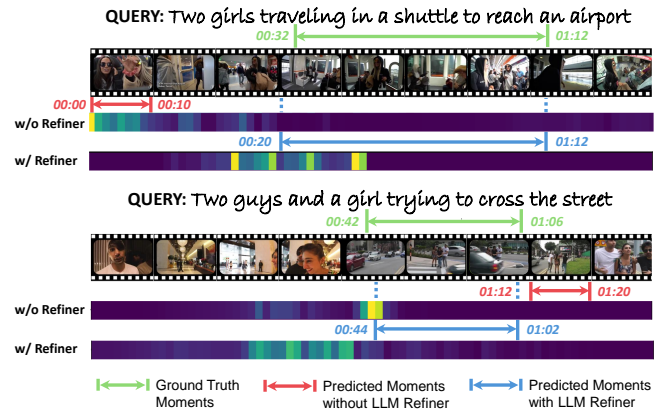 QUERY: Two girls traveling in a shuttle to reach an airport
00:32 01:12
00:00 00:10
w/o Refiner
00:20 01:12
w/ Refiner
QUERY: Two guys and a girl trying to cross the street
00:42 01:06
01:12 01:20
w/o Refiner
00:44 01:02
w/ Refiner
Ground Truth Moments
Predicted Moments without LLM Refiner
Predicted Moments with LLM Refiner